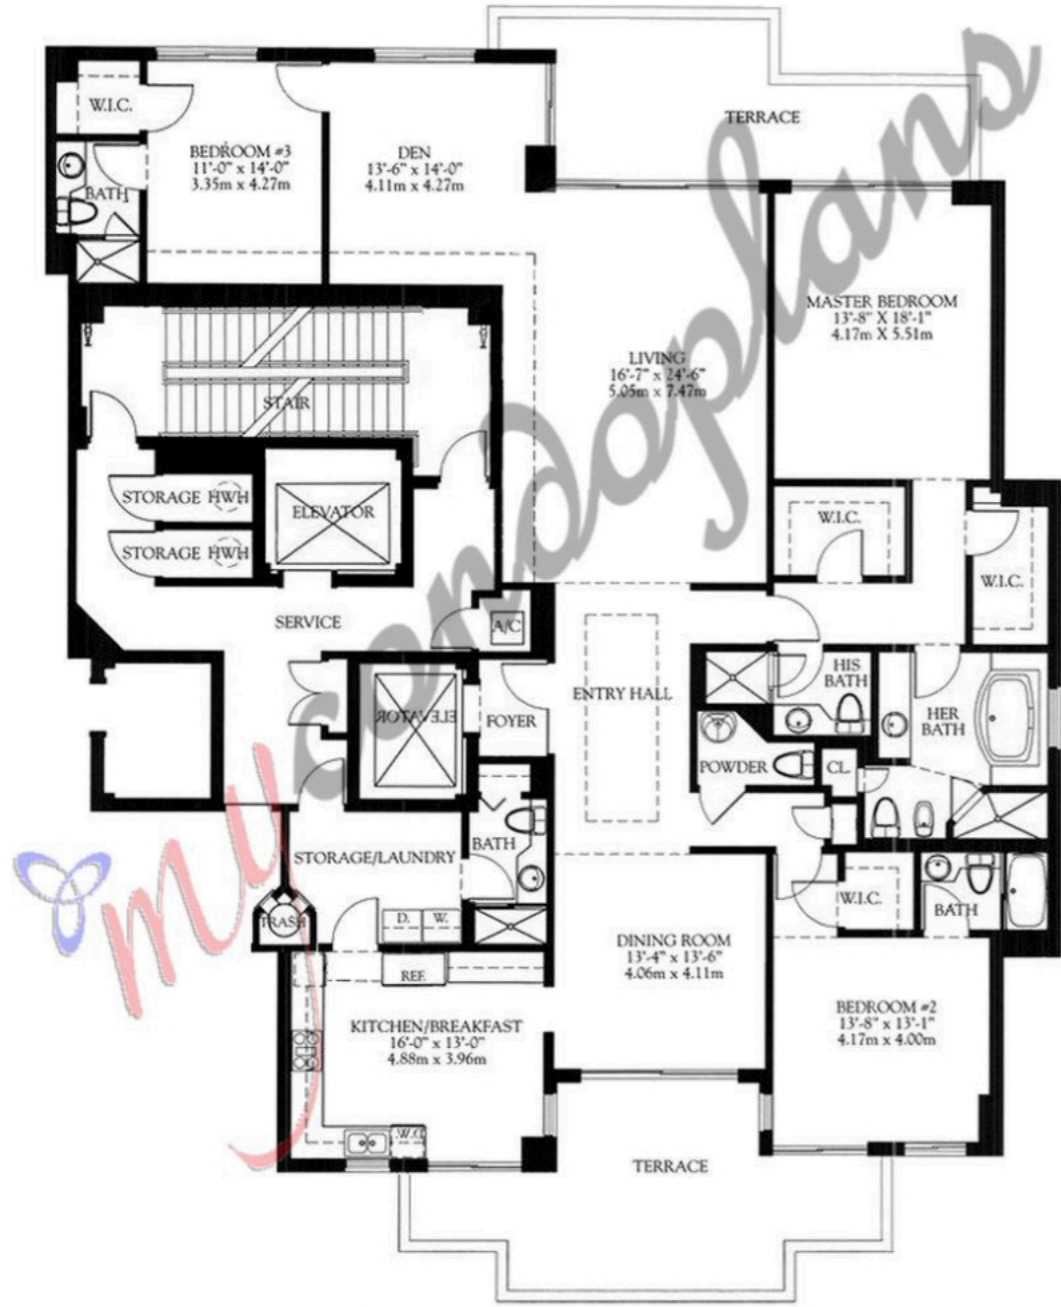 TERRACE
W.I.C.
BEDROOM #3
11'-0" x 14'-0"
3.35m x 4.27m
DEN
13'-6" x 14'-0"
4.11m x 4.27m
BATH
MASTER BEDROOM
13'-8" X 18'-1"
4.17m X 5.51m
LIVING
16'-7" x 24'-6"
5.05m x 7.47m
STAIR
STORAGE HWH
ELEVATOR
STORAGE HWH
W.I.C.
W.I.C.
SERVICE
A/C
ELEVATOR
FOYER
ENTRY HALL
HIS
BATH
HER
BATH
POWDER
CL.
BATH
STORAGE/LAUNDRY
D.
W.
TRASH
W.I.C.
BATH
REF.
DINING ROOM
13'-4" x 13'-6"
4.06m x 4.11m
KITCHEN/BREAKFAST
16'-0" x 13'-0"
4.88m x 3.96m
BEDROOM #2
13'-8" x 13'-1"
4.17m x 4.00m
TERRACE
mycondoplans